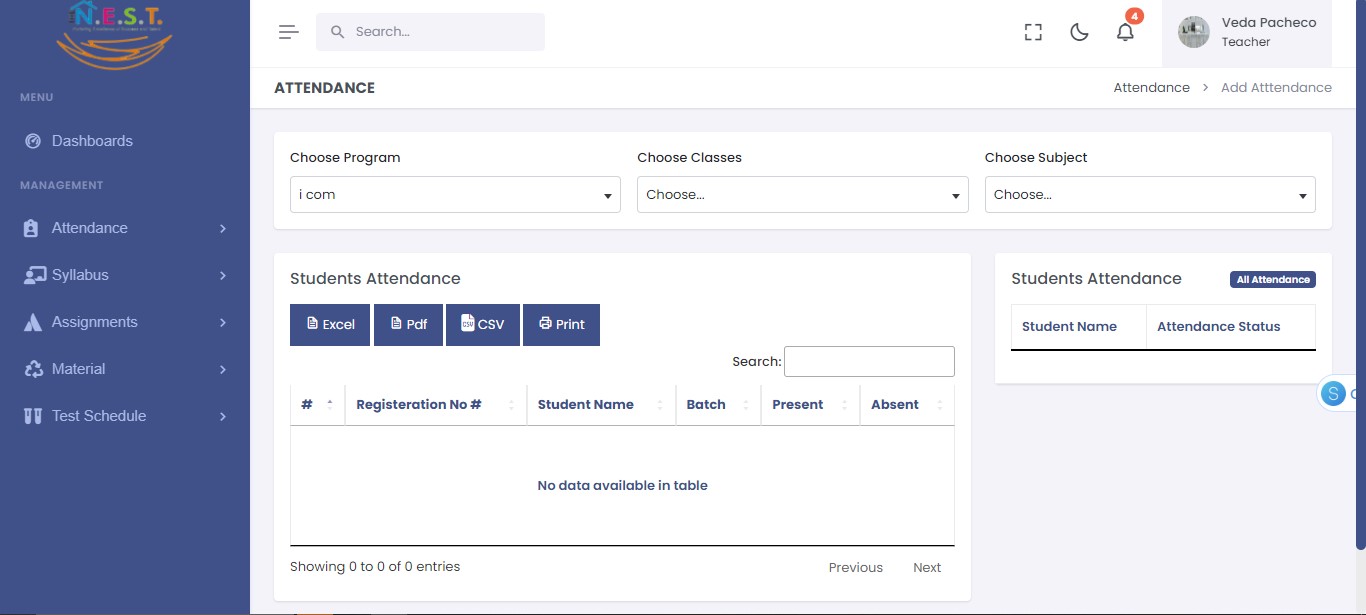 N.E.S.T.
MENU
Dashboards
MANAGEMENT
Attendance
Syllabus
Assignments
Material
Test Schedule
Search...
4
Veda Pacheco
Teacher
ATTENDANCE
Attendance > Add Atttendance
Choose Program
Choose Classes
Choose Subject
i com
Choose...
Choose...
Students Attendance
Excel
Pdf
CSV
Print
Search:
# Registeration No # Student Name Batch Present Absent
No data available in table
Showing 0 to 0 of 0 entries
Previous Next
Students Attendance
All Attendance
Student Name Attendance Status
S